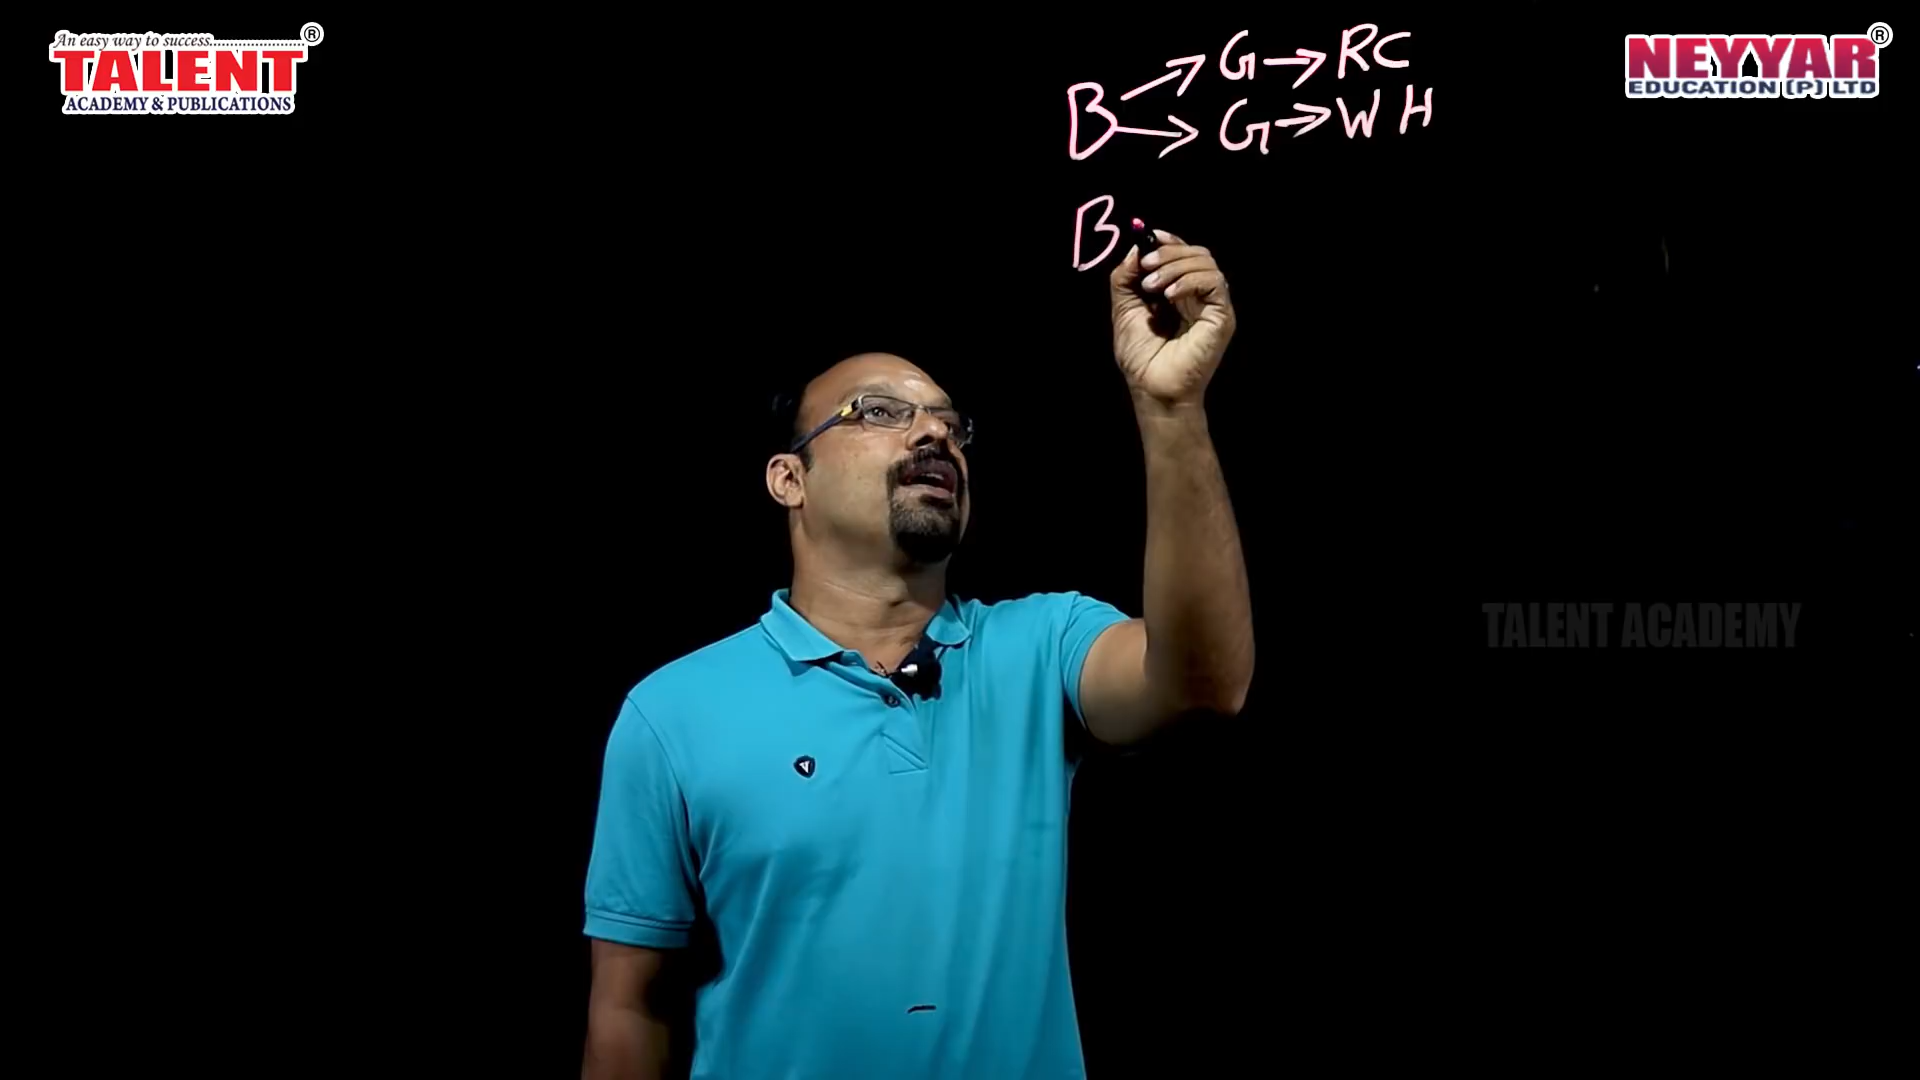 An easy way to success......................
TALENT ®
ACADEMY & PUBLICATIONS
NEYYAR ®
EDUCATION (P) LTD
B → G → RC
→ G → W H
B
TALENT ACADEMY